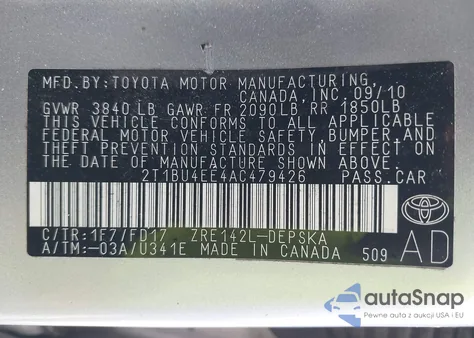 MFD.BY: TOYOTA MOTOR MANUFACTURING,
CANADA, INC. 09/10
GVWR 3840 LB GAWR FR 2090LB RR 1850LB
THIS VEHICLE CONFORMS TO ALL APPLICABLE
FEDERAL MOTOR VEHICLE SAFETY, BUMPER, AND
THEFT PREVENTION STANDARDS IN EFFECT ON
THE DATE OF MANUFACTURE SHOWN ABOVE.
2T1BU4EE4AC479426 PASS.CAR
C/TR:1F7/FD17 ZRE142L-DEPSKA
A/TM:-03A/U341E MADE IN CANADA 509
AD
autoSnap
Pewne auta z aukcji USA i EU